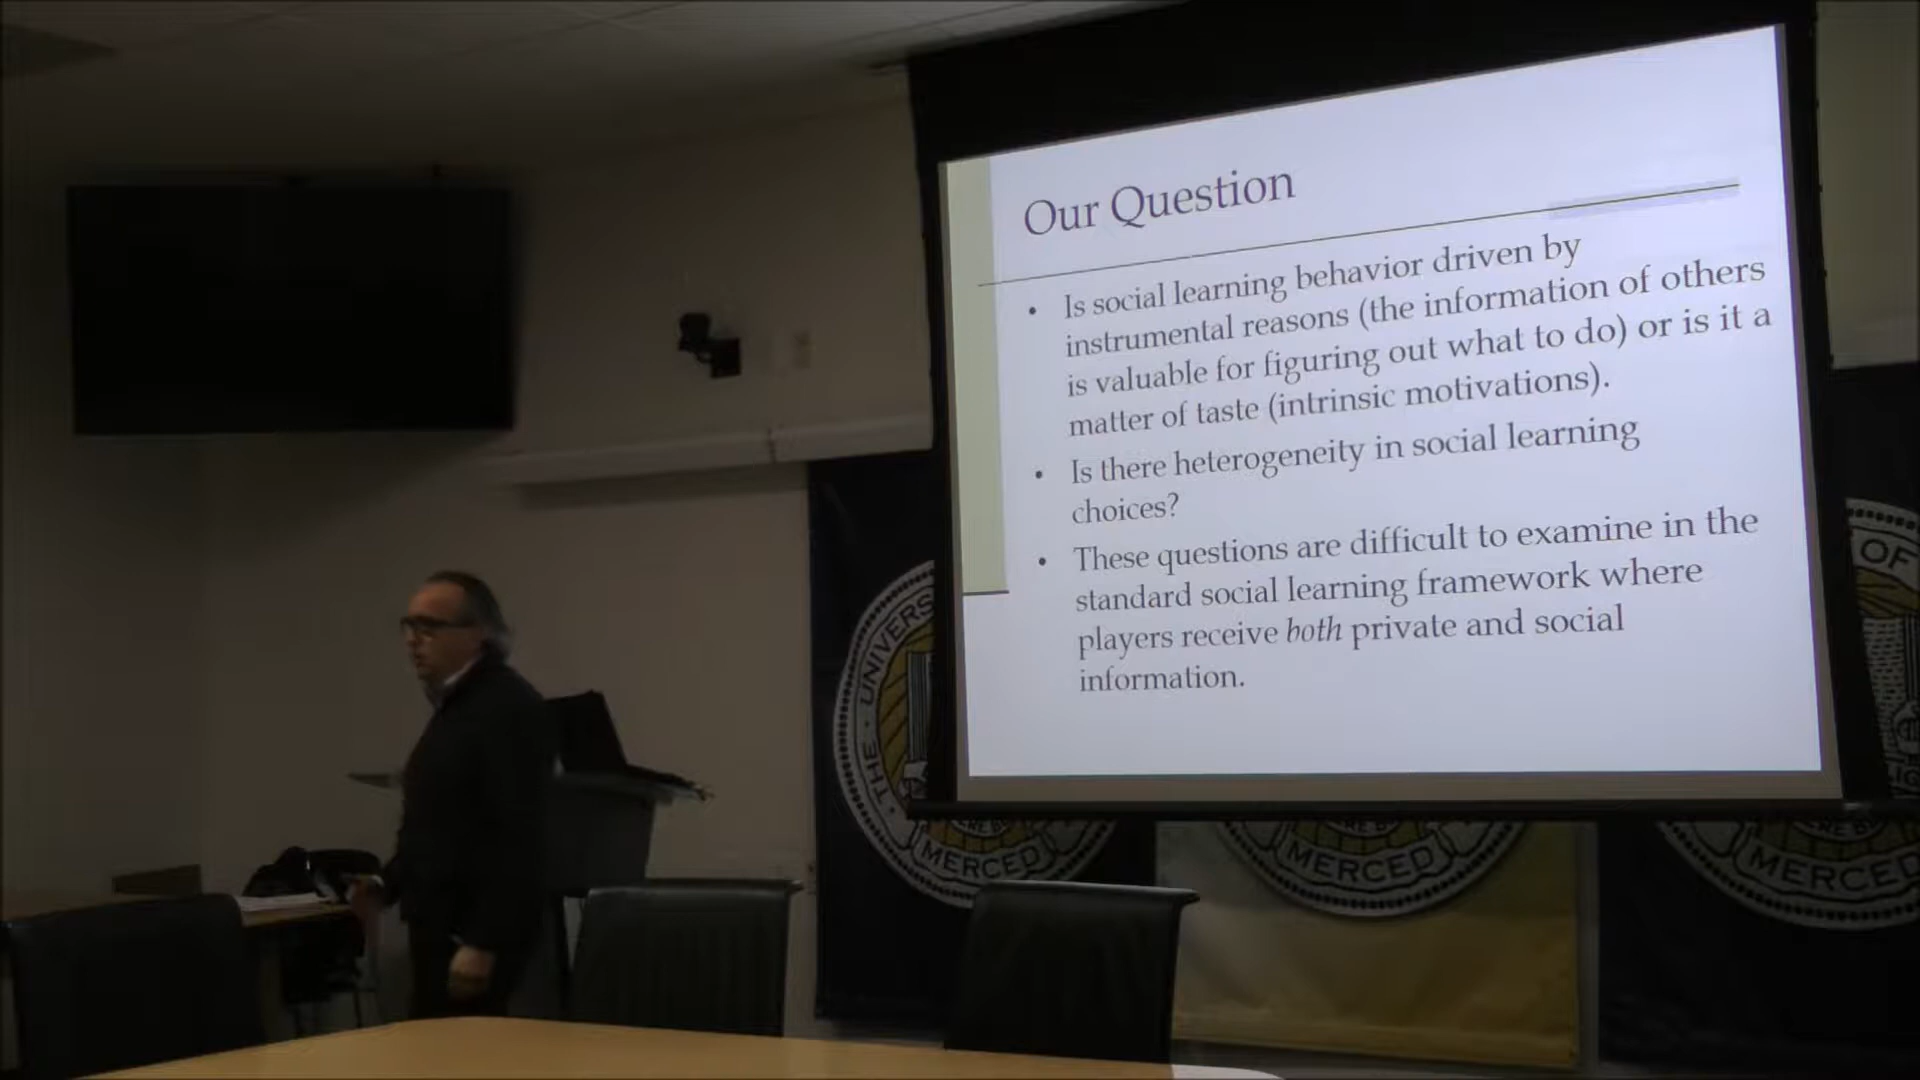 Our Question
• Is social learning behavior driven by
instrumental reasons (the information of others
is valuable for figuring out what to do) or is it a
matter of taste (intrinsic motivations).
• Is there heterogeneity in social learning
choices?
• These questions are difficult to examine in the
standard social learning framework where
players receive both private and social
information.
THE · UNIVERS
MERCED
MERCED
MERCED
OF